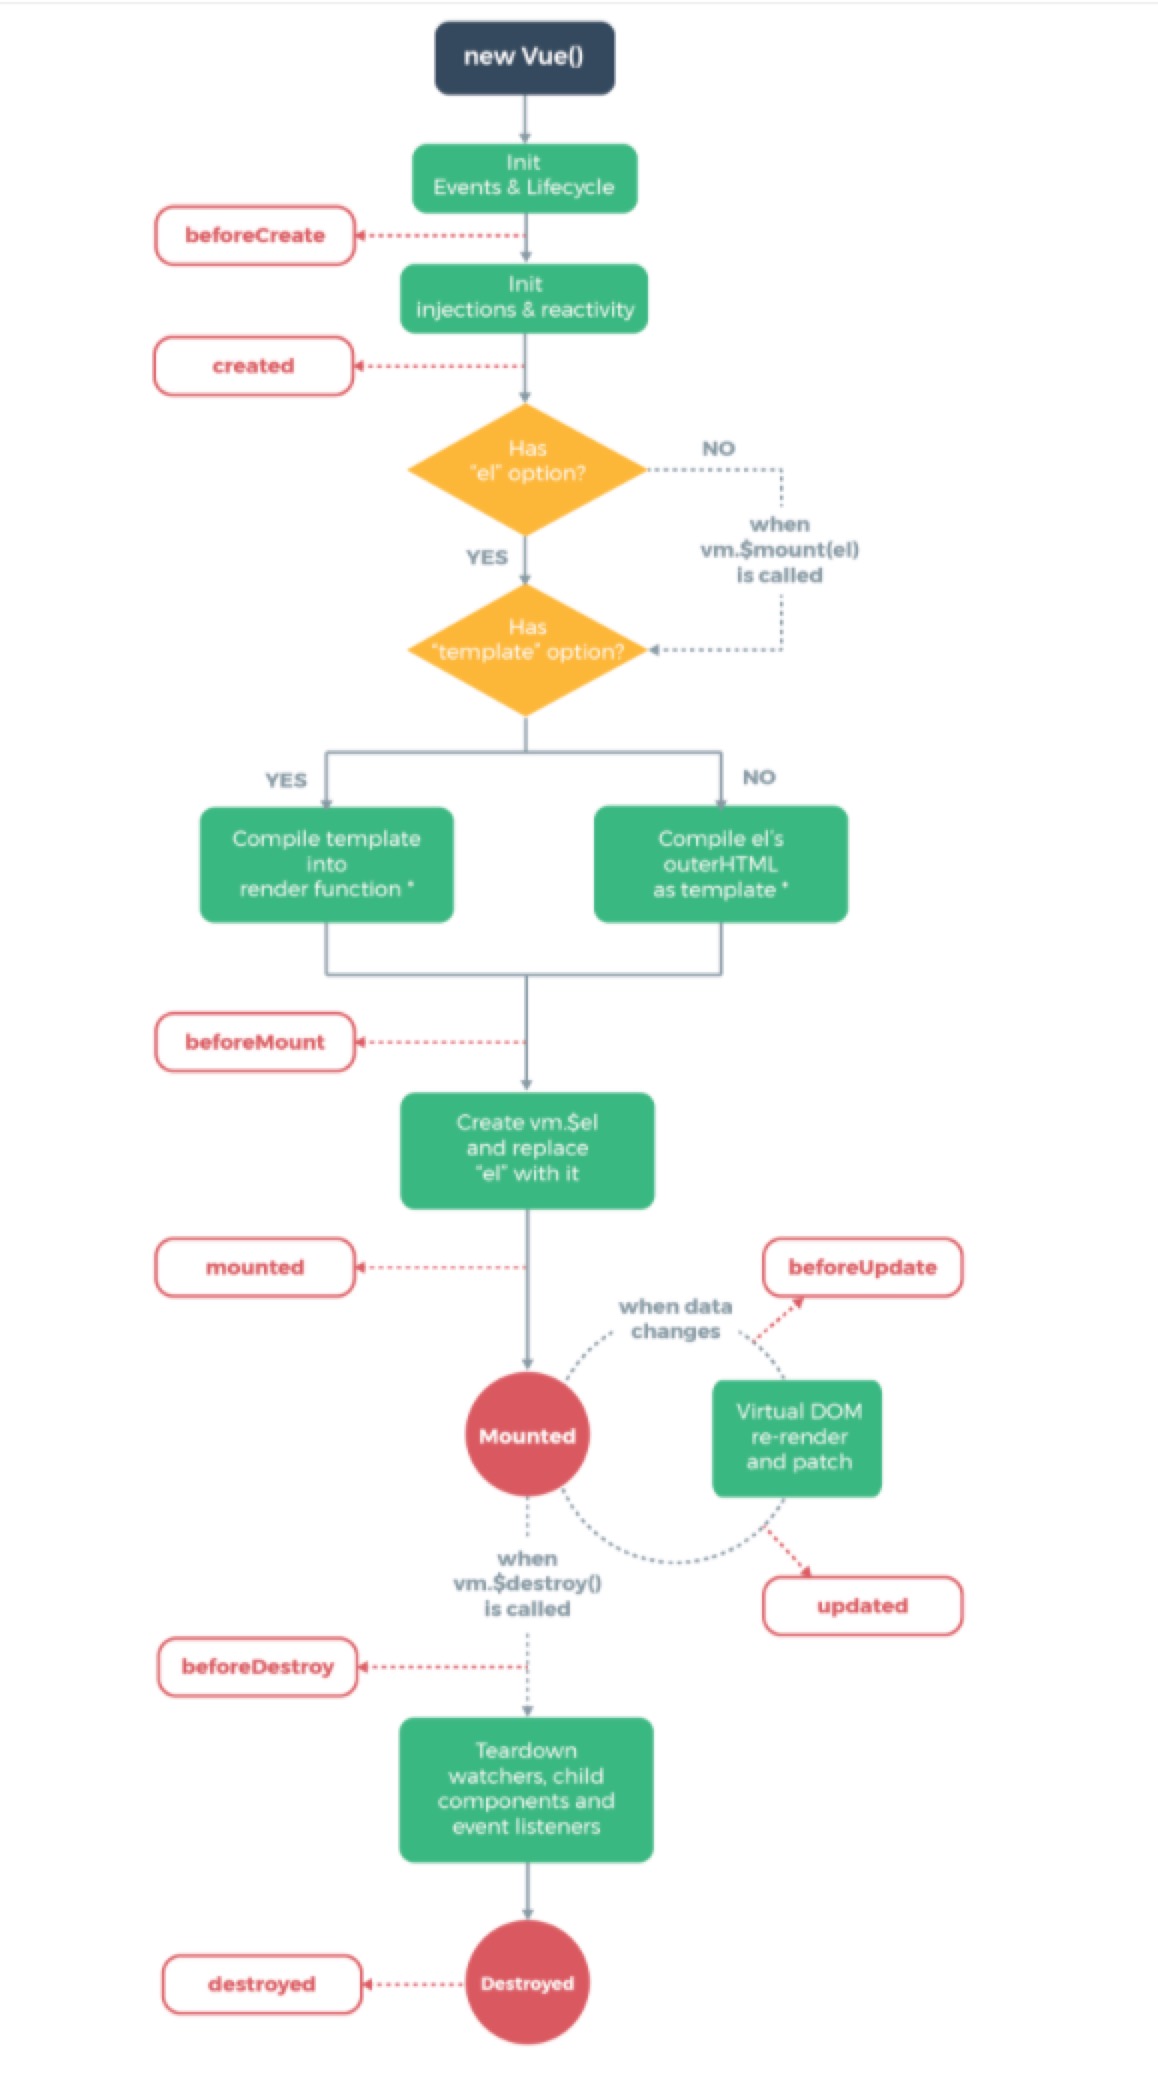 new Vue()
Init
Events & Lifecycle
beforeCreate
Init
injections & reactivity
created
Has
“el” option?
NO
when
vm.$mount(el)
is called
YES
Has
“template” option?
YES
NO
Compile template
into
render function *
Compile el’s
outerHTML
as template *
beforeMount
Create vm.$el
and replace
“el” with it
mounted
beforeUpdate
when data
changes
Mounted
Virtual DOM
re-render
and patch
when
vm.$destroy()
is called
updated
beforeDestroy
Teardown
watchers, child
components and
event listeners
destroyed
Destroyed